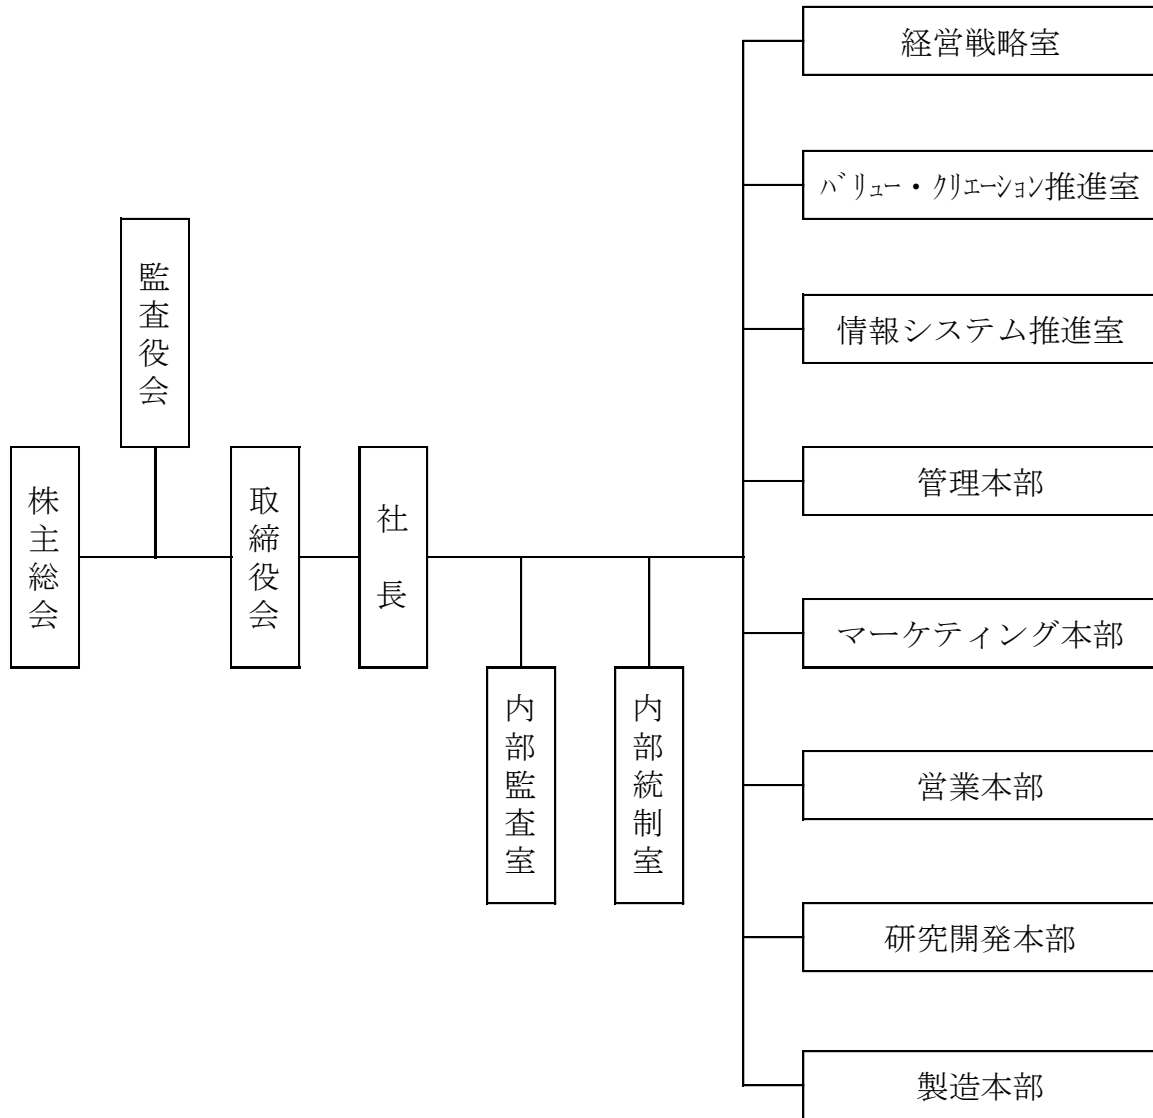 株主総会
監査役会
取締役会
社長
内部監査室
内部統制室
経営戦略室
ﾊﾞﾘｭｰ・ｸﾘｴｰｼｮﾝ推進室
情報システム推進室
管理本部
マーケティング本部
営業本部
研究開発本部
製造本部